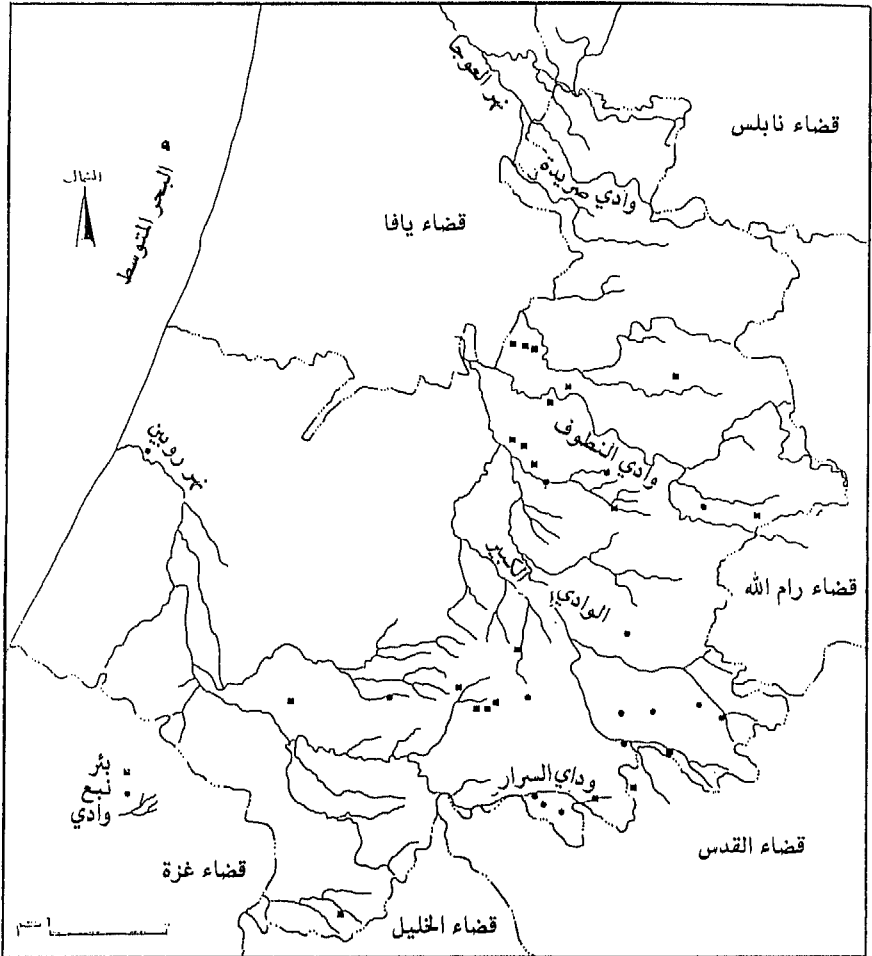 نهر العوجا
قضاء نابلس
الشمال
البحر المتوسط
وادي صريدة
قضاء يافا
وادي النطوف
نهر روبين
الوادي الكبير
قضاء رام الله
بئر
نبع
وادي
وداي السرار
قضاء القدس
قضاء غزة
قضاء الخليل